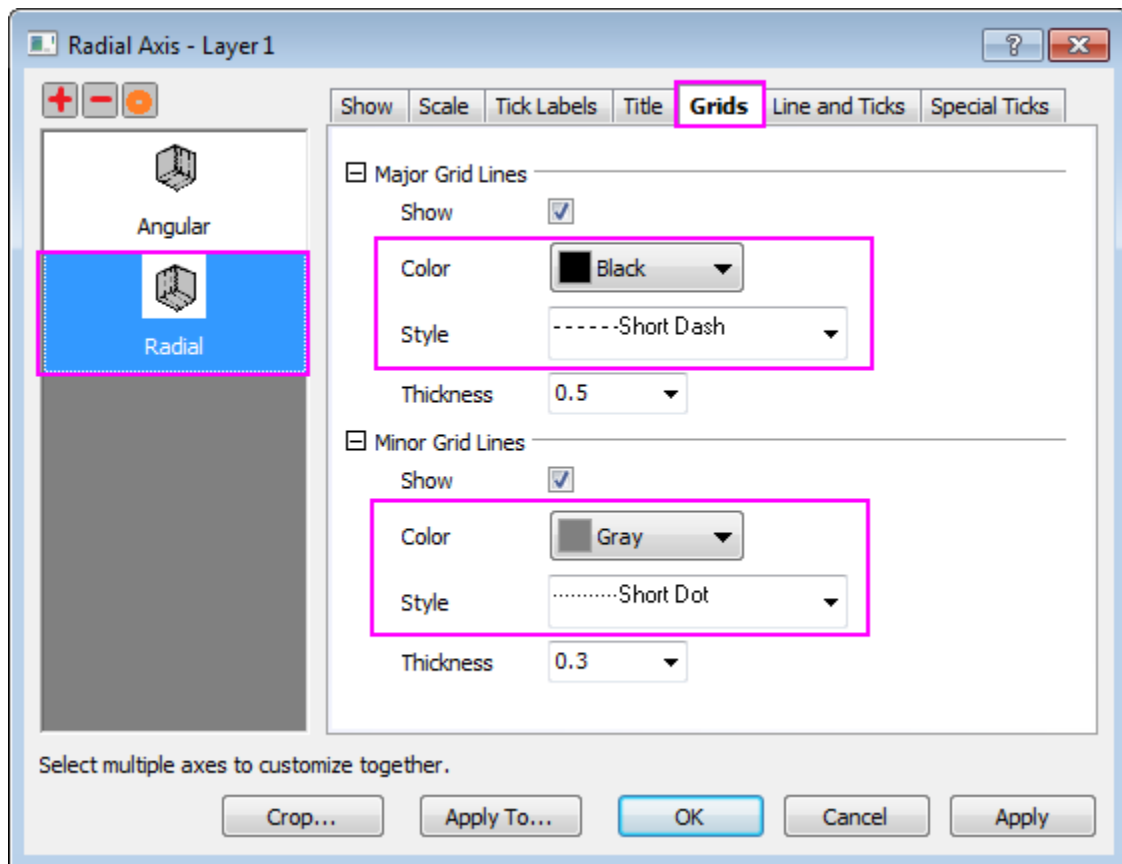 Radial Axis - Layer 1
Show Scale Tick Labels Title Grids Line and Ticks Special Ticks
Angular
Radial
Major Grid Lines
Show
Color Black
Style ------Short Dash
Thickness 0.5
Minor Grid Lines
Show
Color Gray
Style ···········Short Dot
Thickness 0.3
Select multiple axes to customize together.
Crop... Apply To... OK Cancel Apply